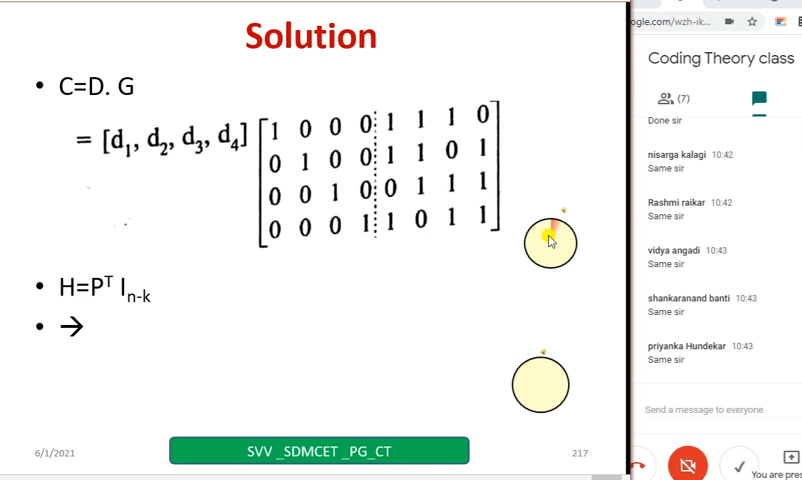 Solution
• C=D. G
= [d1, d2, d3, d4] [1 0 0 0 1 1 1 0
0 1 0 0 1 1 0 1
0 0 1 0 0 1 1 1
0 0 0 1 1 0 1 1]
• H=P^T I_n-k
• →
6/1/2021
SVV _SDMCET _PG_CT
217
ogle.com/wzh-ik...
Coding Theory class
(7)
Done sir
nisarga kalagi 10:42
Same sir
Rashmi raikar 10:42
Same sir
vidya angadi 10:43
Same sir
shankaranand banti 10:43
Same sir
priyanka Hundekar 10:43
Same sir
Send a message to everyone
You are pres